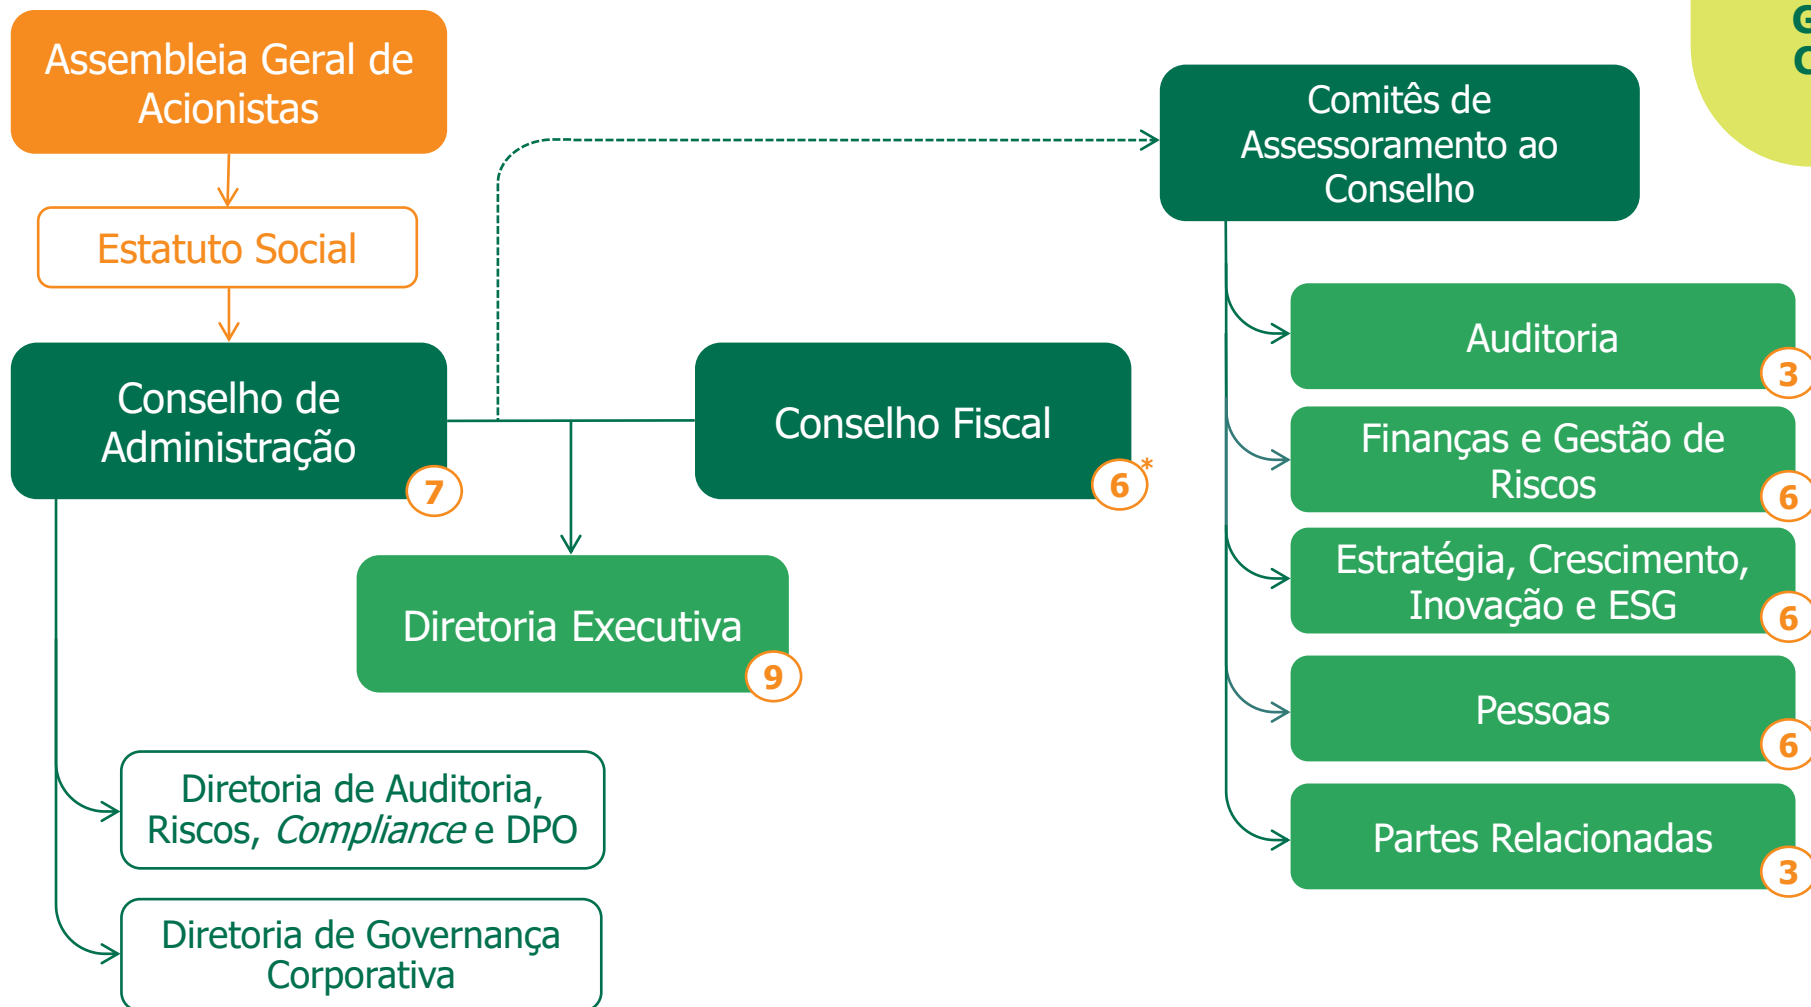 Assembleia Geral de
Acionistas
Estatuto Social
Conselho de
Administração
7
Conselho Fiscal
6*
Diretoria Executiva
9
Diretoria de Auditoria,
Riscos, Compliance e DPO
Diretoria de Governança
Corporativa
Comitês de
Assessoramento ao
Conselho
Auditoria
3
Finanças e Gestão de
Riscos
6
Estratégia, Crescimento,
Inovação e ESG
6
Pessoas
6
Partes Relacionadas
3